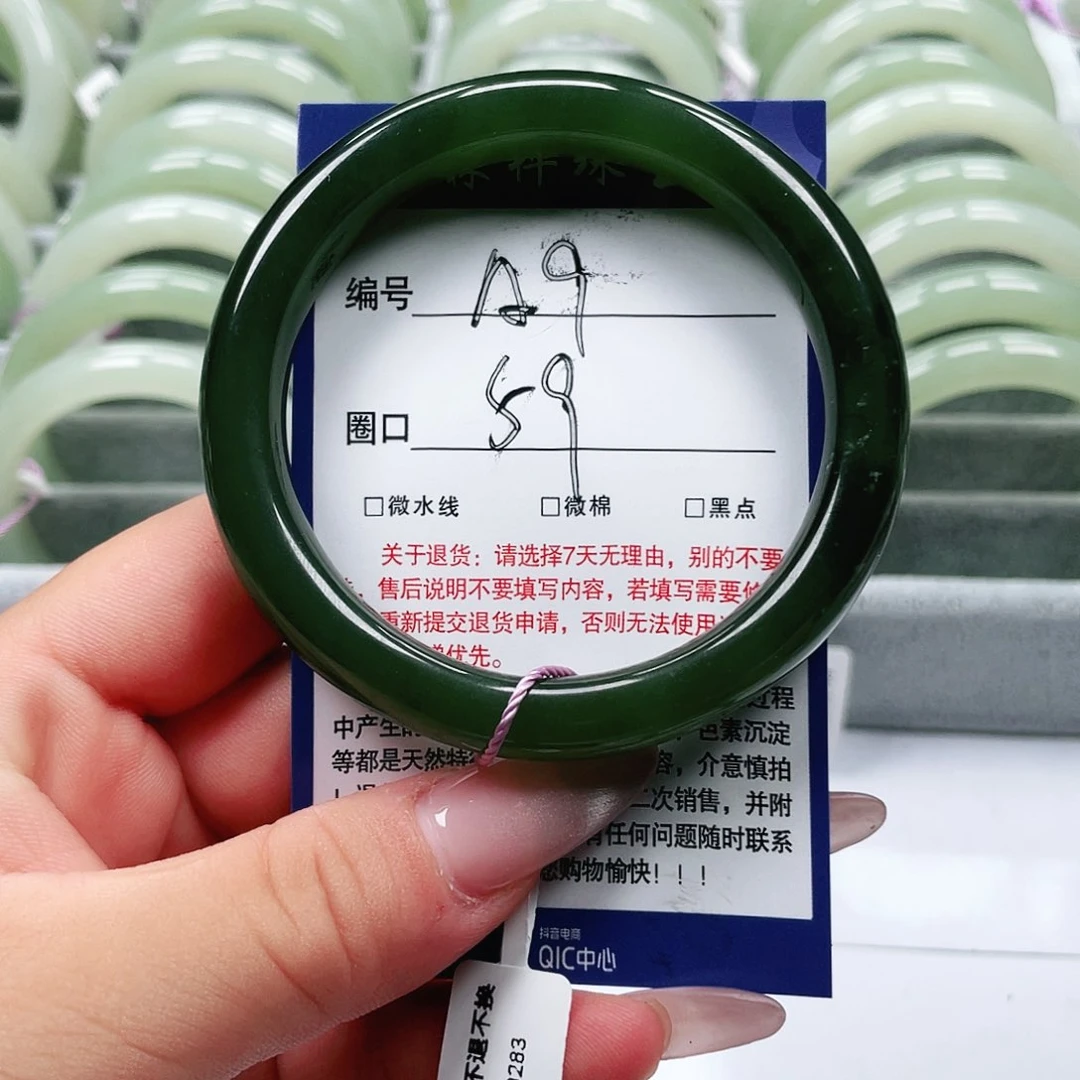 编号 A9
圈口 59
□微水线 □微棉 □黑点
关于退货：请选择7天无理由，别的不要
售后说明不要填写内容，若填写需要
重新提交退货申请，否则无法使用
优先。
过程
中产生 色素沉淀
等都是天然特 容，介意慎拍
二次销售，并附
有任何问题随时联系
您购物愉快！！！
抖音电商
QIC中心
不退不换
0283